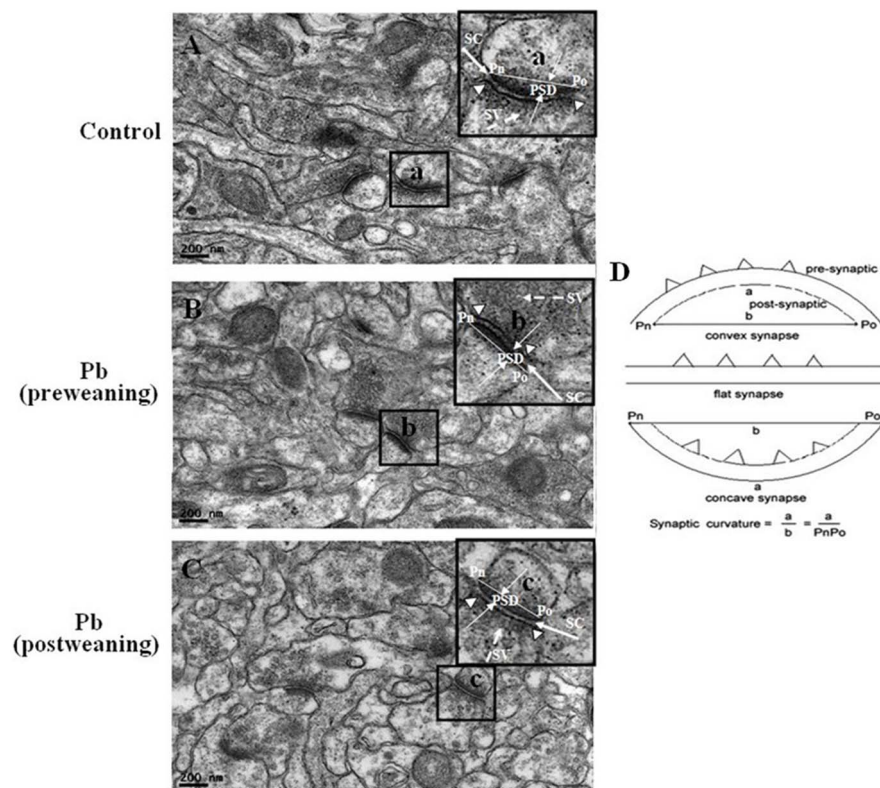 A
SC
Pn
a
Po
PSD
SV
Control
a
200 nm
B
SV
Pn
b
PSD
Po
SC
Pb
(preweaning)
b
200 nm
C
Pn
c
PSD
Po
SC
SV
Pb
(postweaning)
c
200 nm
D
pre-synaptic
a
post-synaptic
b
Pn
Po
convex synapse
flat synapse
Pn
Po
b
a
concave synapse
Synaptic curvature = a/b = a/PnPo